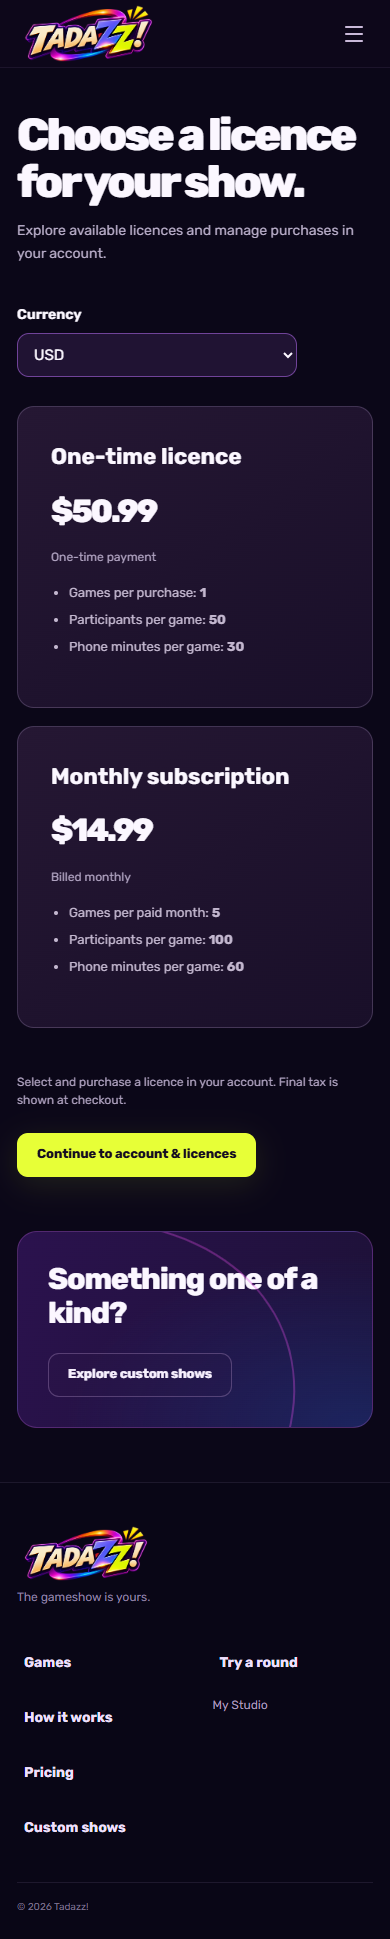 TADAZZ!
Choose a licence
for your show.
Explore available licences and manage purchases in
your account.
Currency
USD
One-time licence
$50.99
One-time payment
• Games per purchase: 1
• Participants per game: 50
• Phone minutes per game: 30
Monthly subscription
$14.99
Billed monthly
• Games per paid month: 5
• Participants per game: 100
• Phone minutes per game: 60
Select and purchase a licence in your account. Final tax is
shown at checkout.
Continue to account & licences
Something one of a
kind?
Explore custom shows
TADAZZ!
The gameshow is yours.
Games
Try a round
My Studio
How it works
Pricing
Custom shows
© 2026 Tadazz!